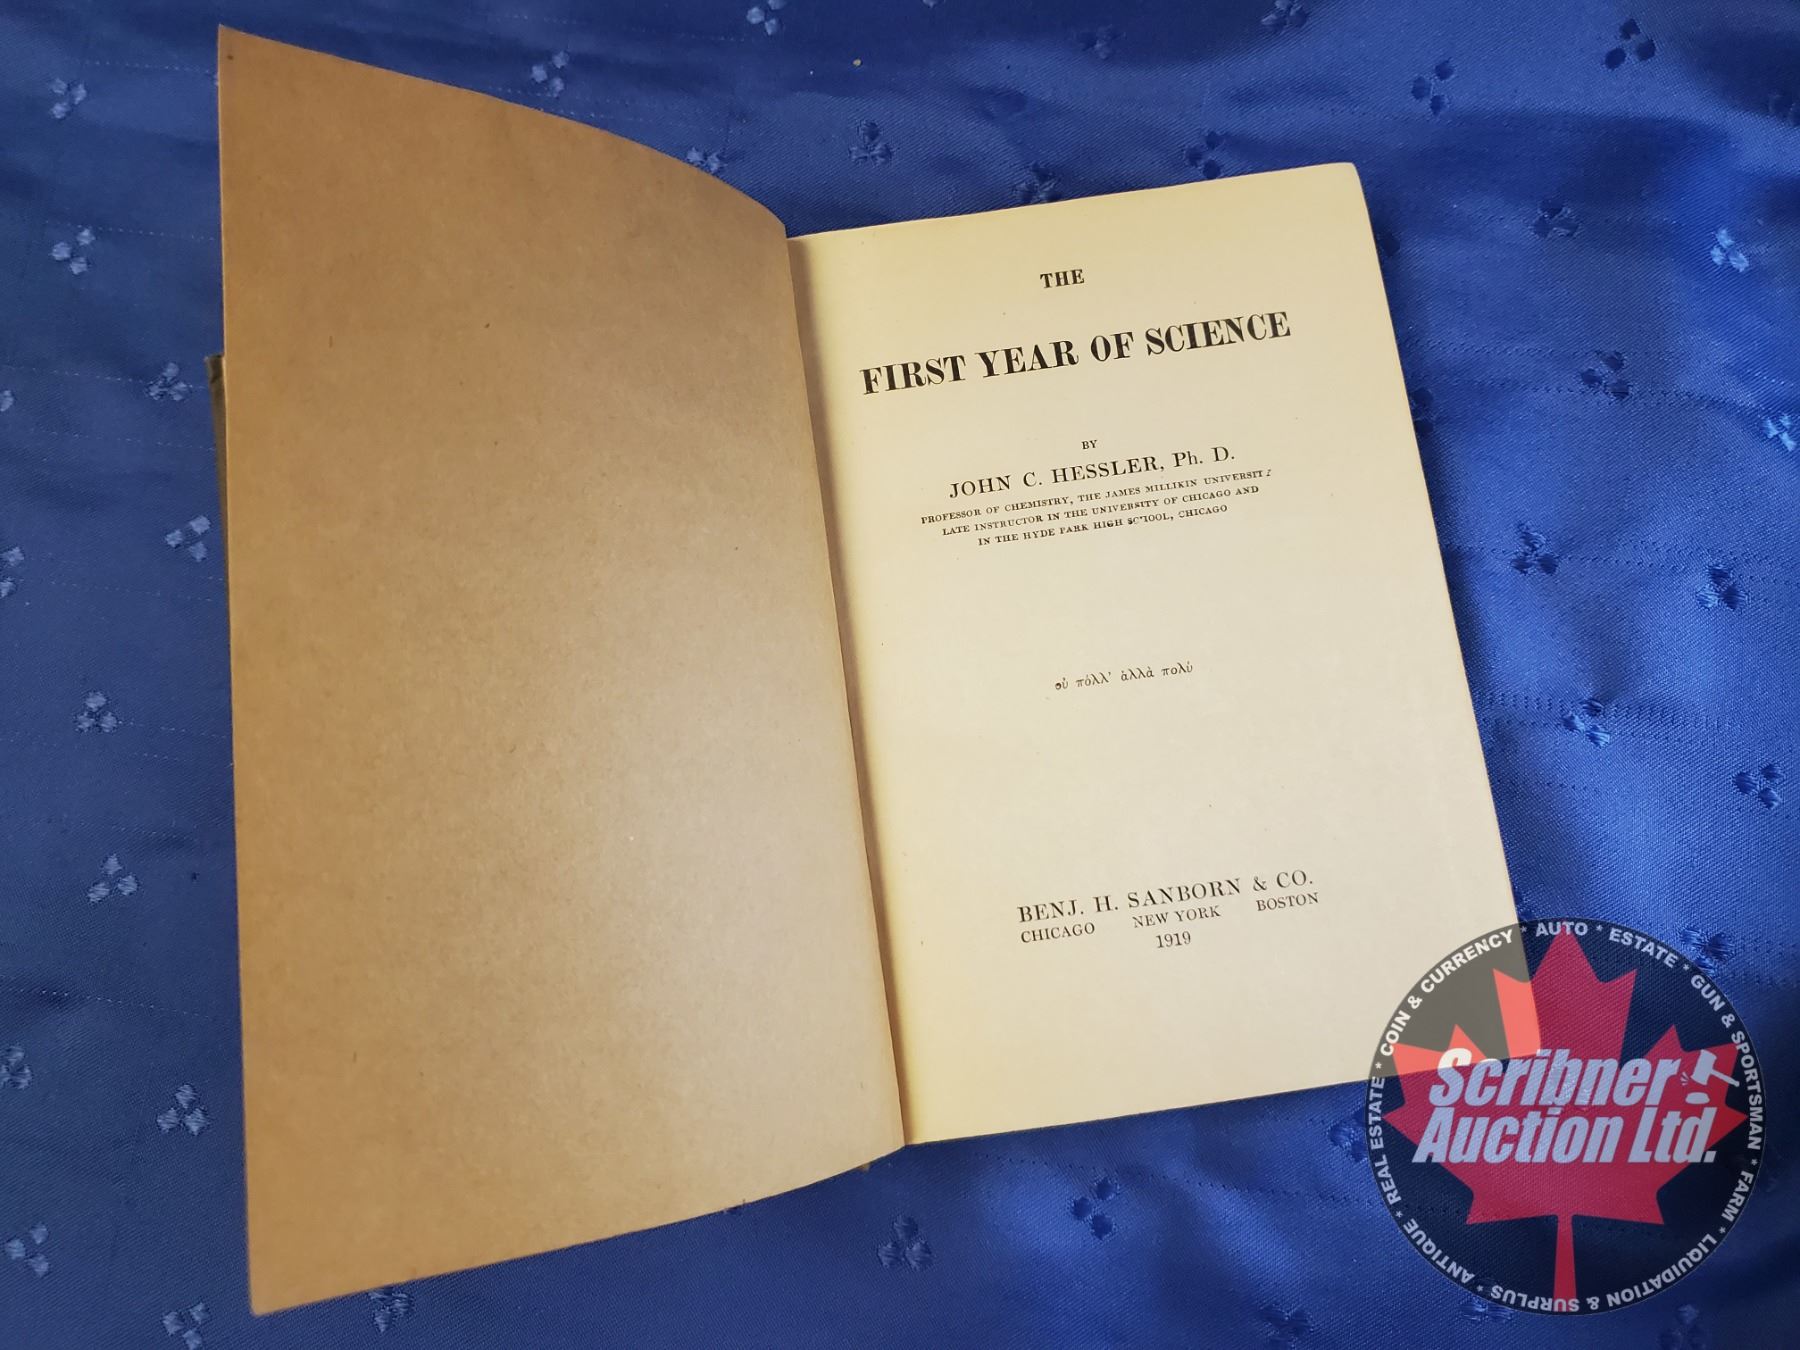 THE
FIRST YEAR OF SCIENCE
BY
JOHN C. HESSLER, Ph. D.
PROFESSOR OF CHEMISTRY, THE JAMES MILLIKIN UNIVERSITY
LATE INSTRUCTOR IN THE UNIVERSITY OF CHICAGO AND
IN THE HYDE PARK HIGH SCHOOL, CHICAGO
οὐ πόλλ' ἀλλὰ πολύ
BENJ. H. SANBORN & CO.
CHICAGO NEW YORK BOSTON
1919
Scribner
Auction Ltd.
REAL ESTATE * COIN & CURRENCY * AUTO * ESTATE * GUN & SPORTSMAN * FARM * LIQUIDATION & SURPLUS * ANTIQUE *